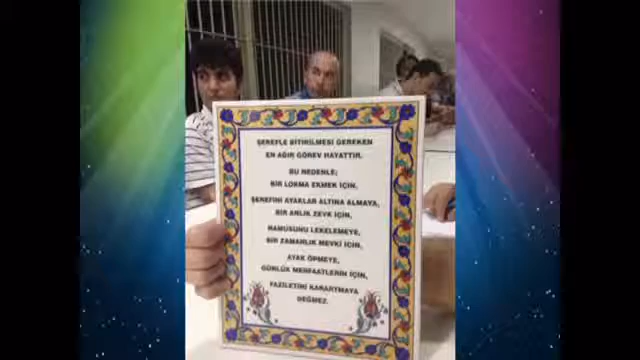 ŞEREFLE BİTİRİLMESİ GEREKEN
EN AĞIR GÖREV HAYATTIR.
BU NEDENLE;
BİR LOKMA EKMEK İÇİN,
ŞEREFİNİ AYAKLAR ALTINA ALMAYA,
BİR ANLIK ZEVK İÇİN,
NAMUSUNU LEKELEMEYE,
BİR ZAMANLIK MEVKİ İÇİN,
AYAK ÖPMEYE,
GÜNLÜK MENFAATLERİN İÇİN,
FAZİLETİNİ KARARTMAYA
DEĞMEZ.